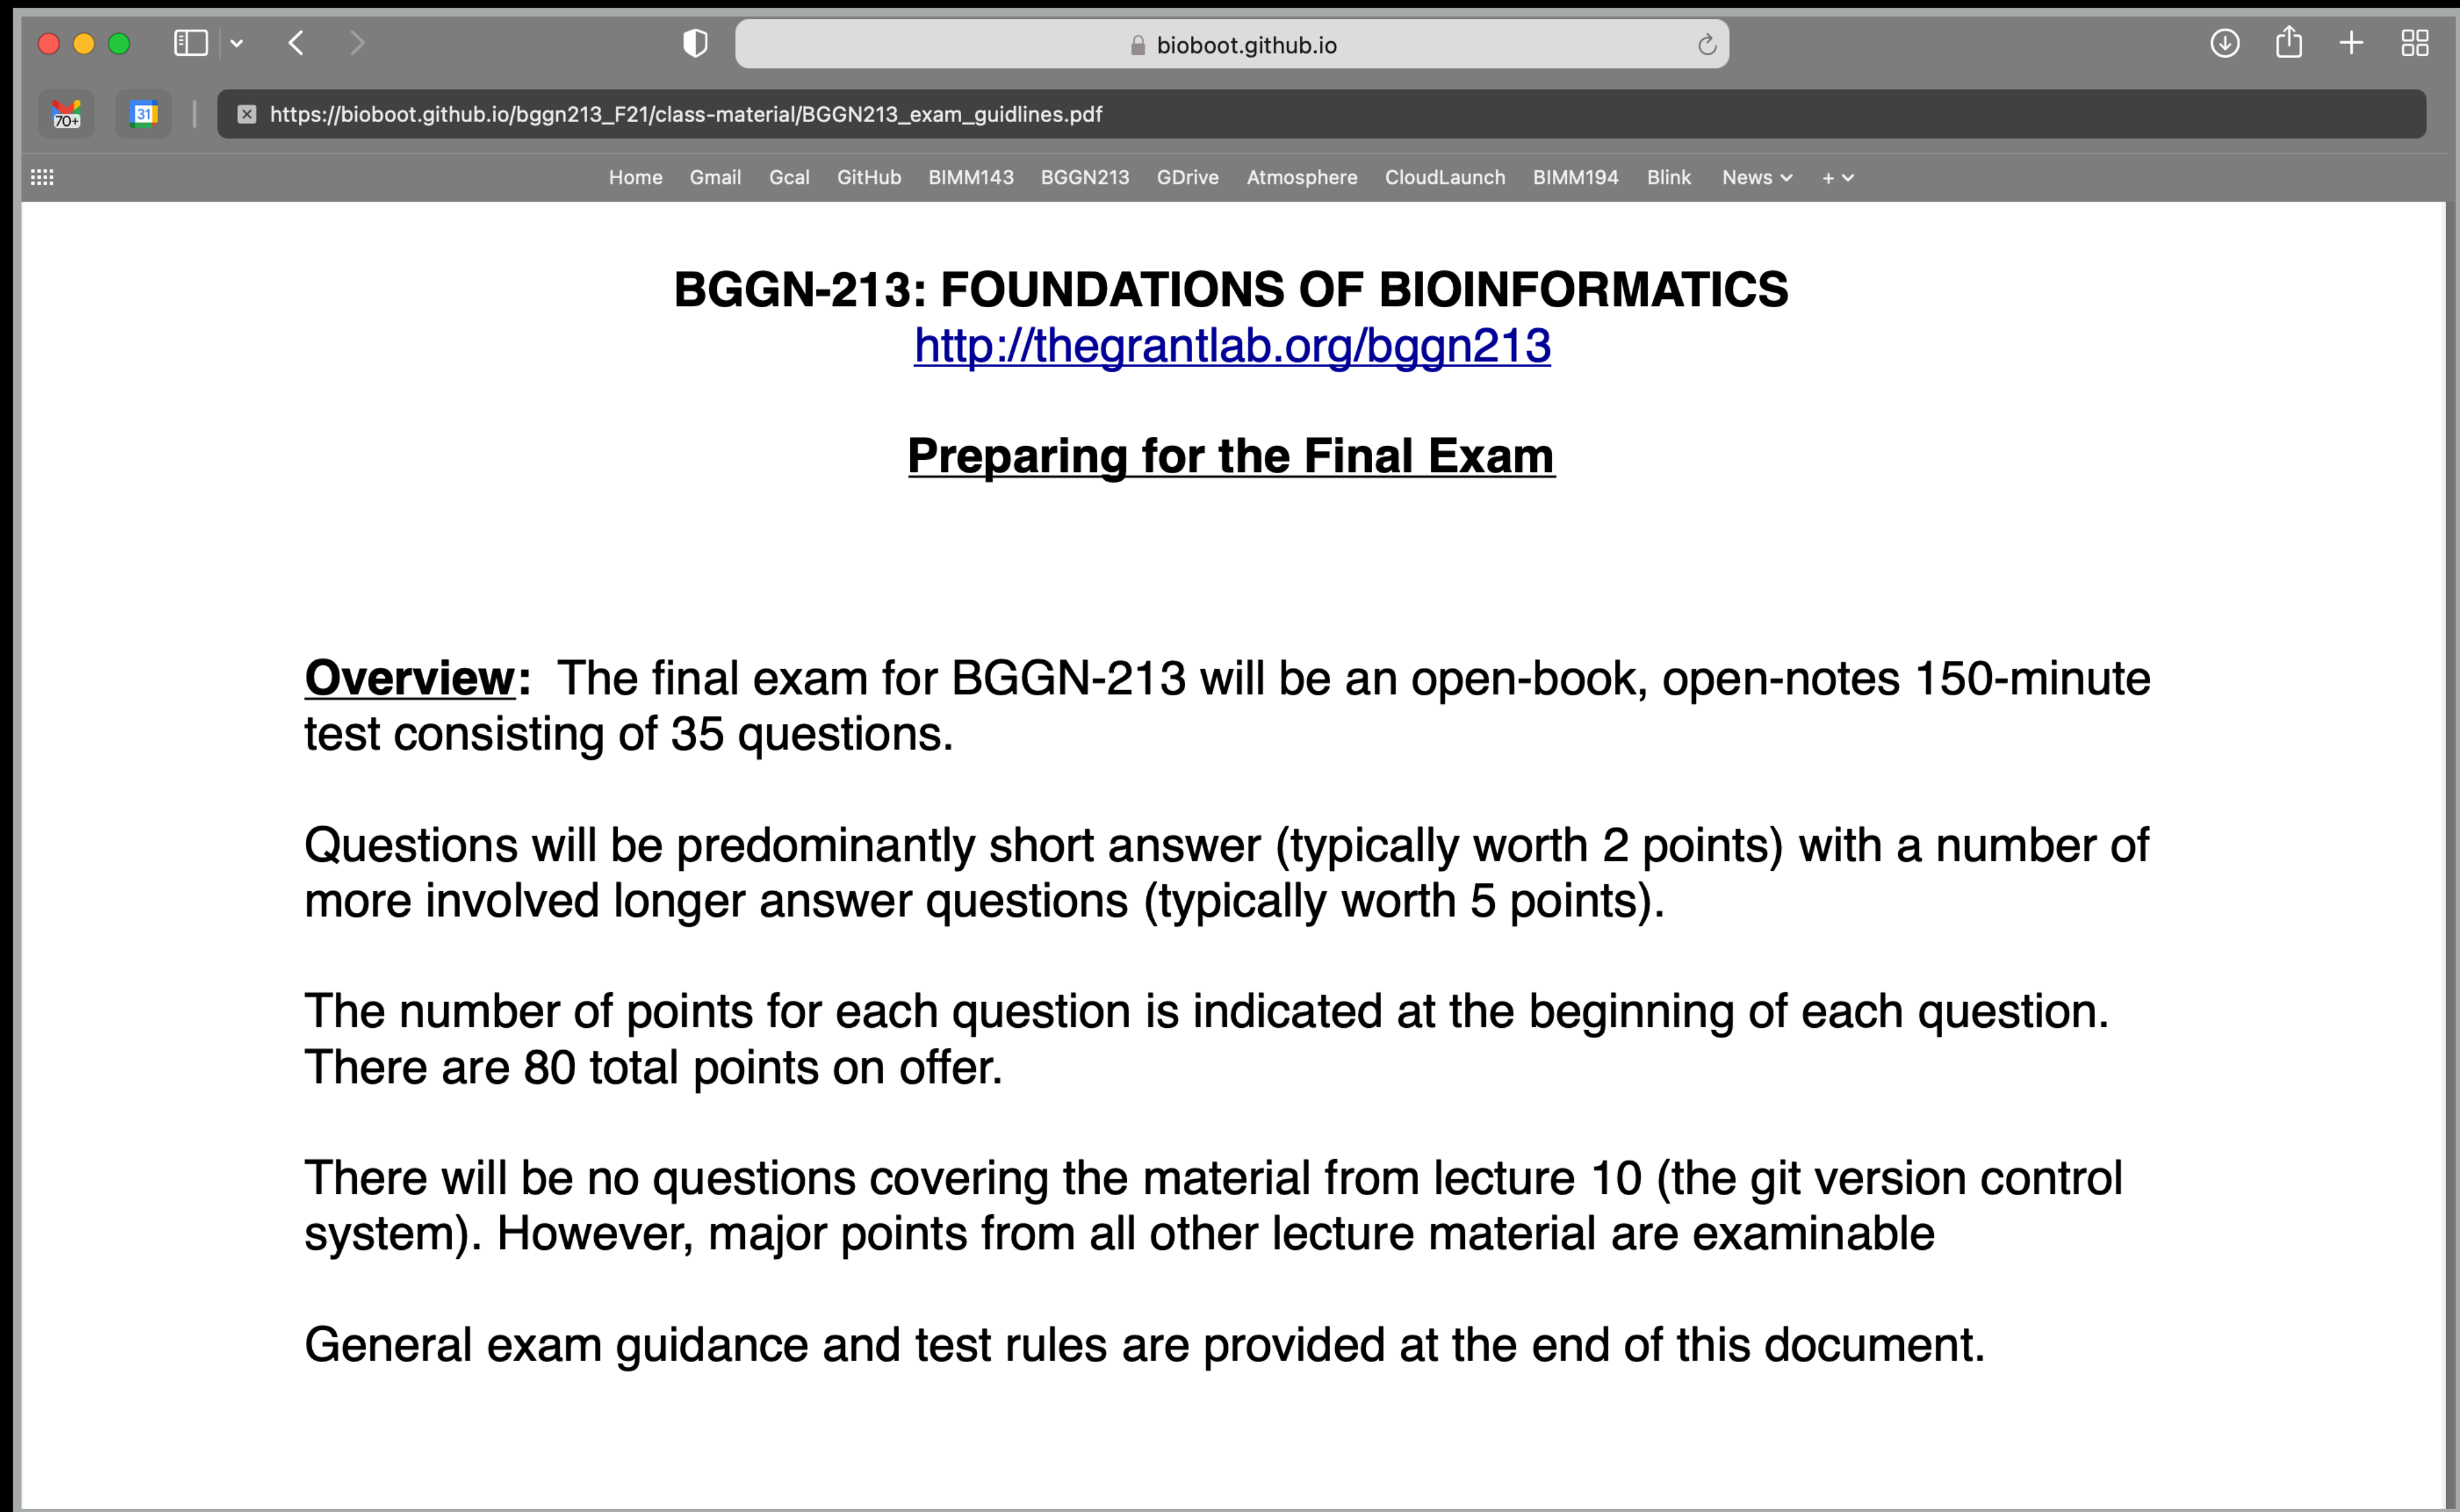 bioboot.github.io
70+
31
https://bioboot.github.io/bggn213_F21/class-material/BGGN213_exam_guidlines.pdf
Home Gmail Gcal GitHub BIMM143 BGGN213 GDrive Atmosphere CloudLaunch BIMM194 Blink News +
BGGN-213: FOUNDATIONS OF BIOINFORMATICS
http://thegrantlab.org/bggn213
Preparing for the Final Exam
Overview: The final exam for BGGN-213 will be an open-book, open-notes 150-minute
test consisting of 35 questions.
Questions will be predominantly short answer (typically worth 2 points) with a number of
more involved longer answer questions (typically worth 5 points).
The number of points for each question is indicated at the beginning of each question.
There are 80 total points on offer.
There will be no questions covering the material from lecture 10 (the git version control
system). However, major points from all other lecture material are examinable
General exam guidance and test rules are provided at the end of this document.